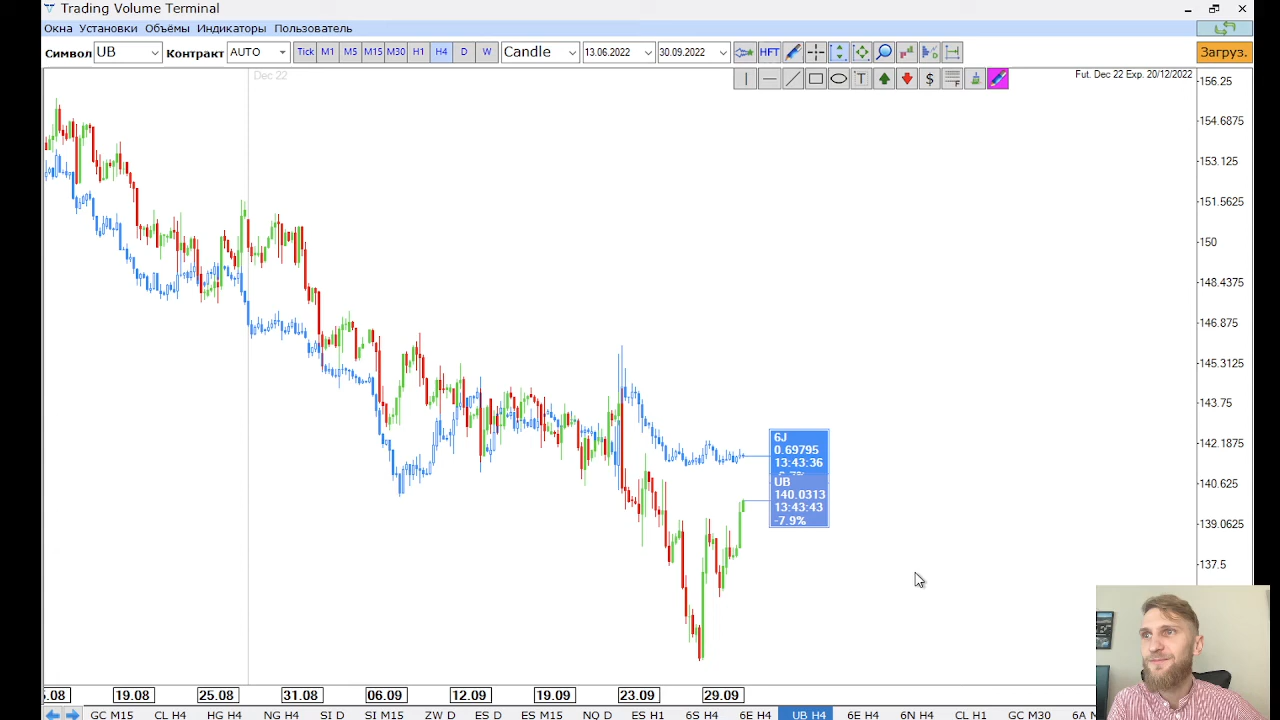 Trading Volume Terminal
Окна Установки Объёмы Индикаторы Пользователь
Символ UB Контракт AUTO Tick M1 M5 M15 M30 H1 H4 D W Candle 13.06.2022 30.09.2022 HFT Загруз.
T $ F
Dec 22
Fut. Dec 22 Exp. 20/12/2022
156.25
154.6875
153.125
151.5625
150
148.4375
146.875
145.3125
143.75
142.1875
140.625
139.0625
137.5
6J
0.69795
13:43:36
UB
140.0313
13:43:43
-7.9%
.08 19.08 25.08 31.08 06.09 12.09 19.09 23.09 29.09
GC M15 CL H4 HG H4 NG H4 SI D SI M15 ZW D ES D ES M15 NQ D ES H1 6S H4 6E H4 UB H4 6E H4 6N H4 CL H1 GC M30 6A